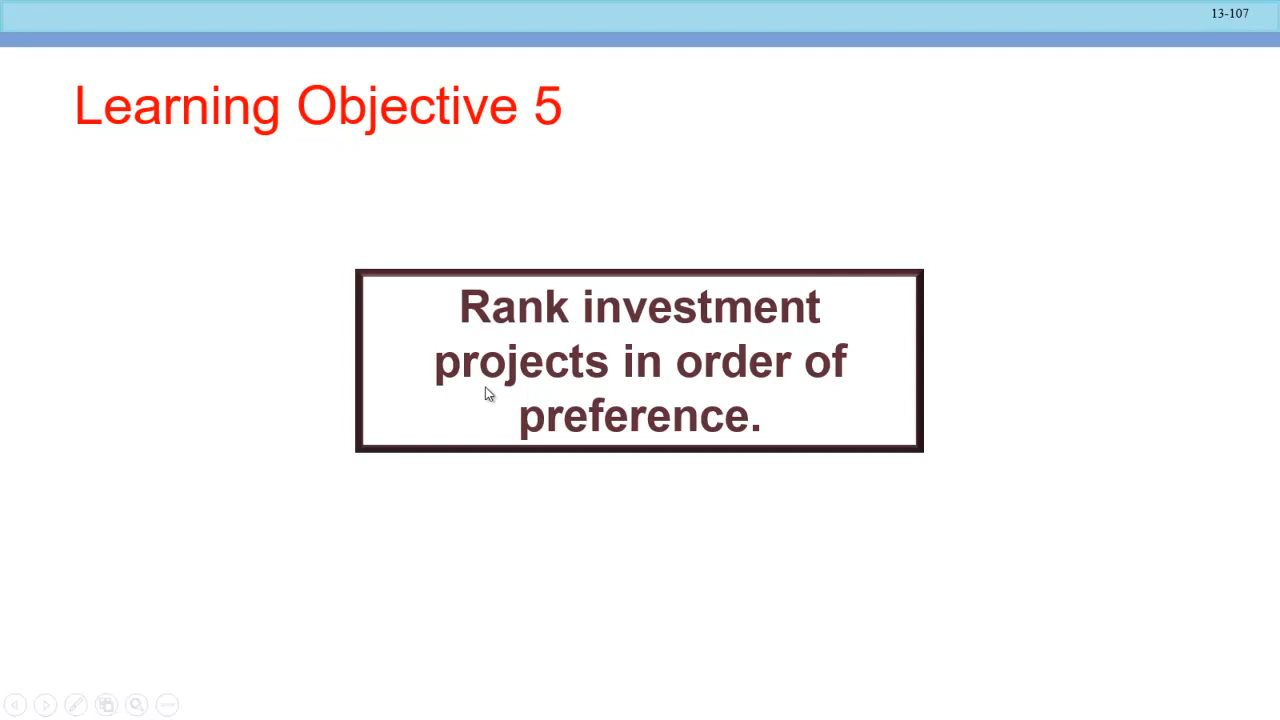 13-107
Learning Objective 5
Rank investment
projects in order of
preference.